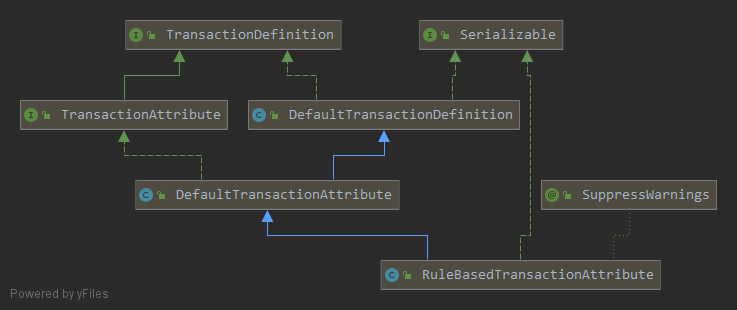 TransactionDefinition
Serializable
TransactionAttribute
DefaultTransactionDefinition
DefaultTransactionAttribute
SuppressWarnings
RuleBasedTransactionAttribute
Powered by yFiles